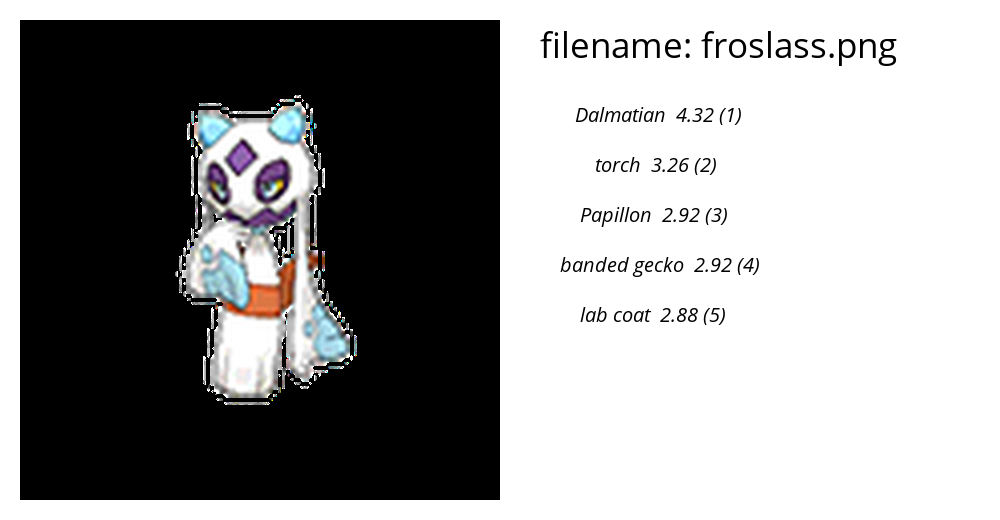 filename: froslass.png
Dalmatian 4.32 (1)
torch 3.26 (2)
Papillon 2.92 (3)
banded gecko 2.92 (4)
lab coat 2.88 (5)